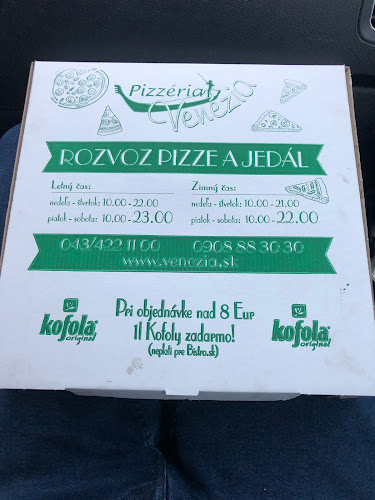 Pizzéria
Venezia
ROZVOZ PIZZE A JEDÁL
Letný čas:
nedeľa - štvrtok: 10.00 - 22.00
piatok - sobota: 10.00 - 23.00
Zimný čas:
nedeľa - štvrtok: 10.00 - 21.00
piatok - sobota: 10.00 - 22.00
043/422 11 00 0908 88 30 30
www.venezia.sk
kofola
original
Pri objednávke nad 8 Eur
1l Kofoly zadarmo!
(neplatí pre Bistro.sk)
kofola
original